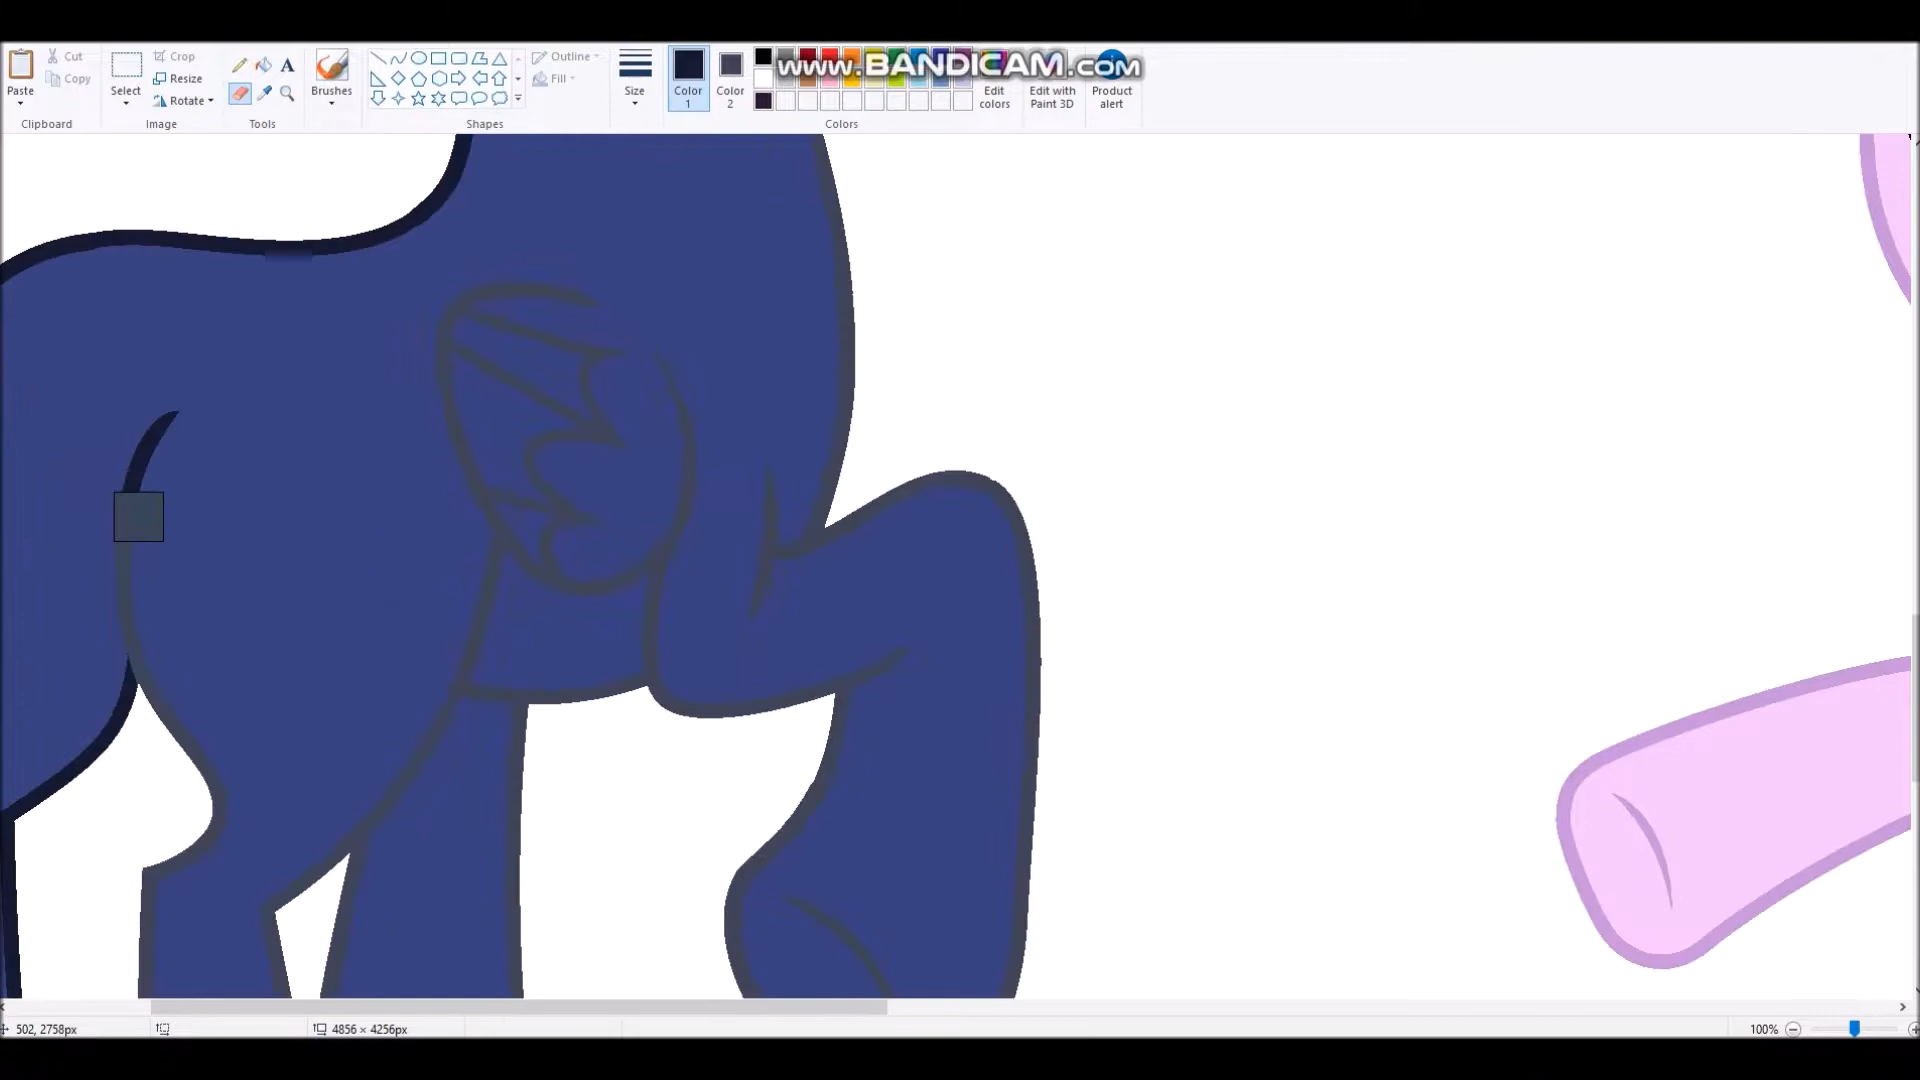 www.BANDICAM.com
Paste
Cut
Copy
Clipboard
Select
Crop
Resize
Rotate
Image
A
Tools
Brushes
Shapes
Outline
Fill
Size
Color
1
Color
2
Colors
Edit
colors
Edit with
Paint 3D
Product
alert
502, 2758px
4856 × 4256px
100%